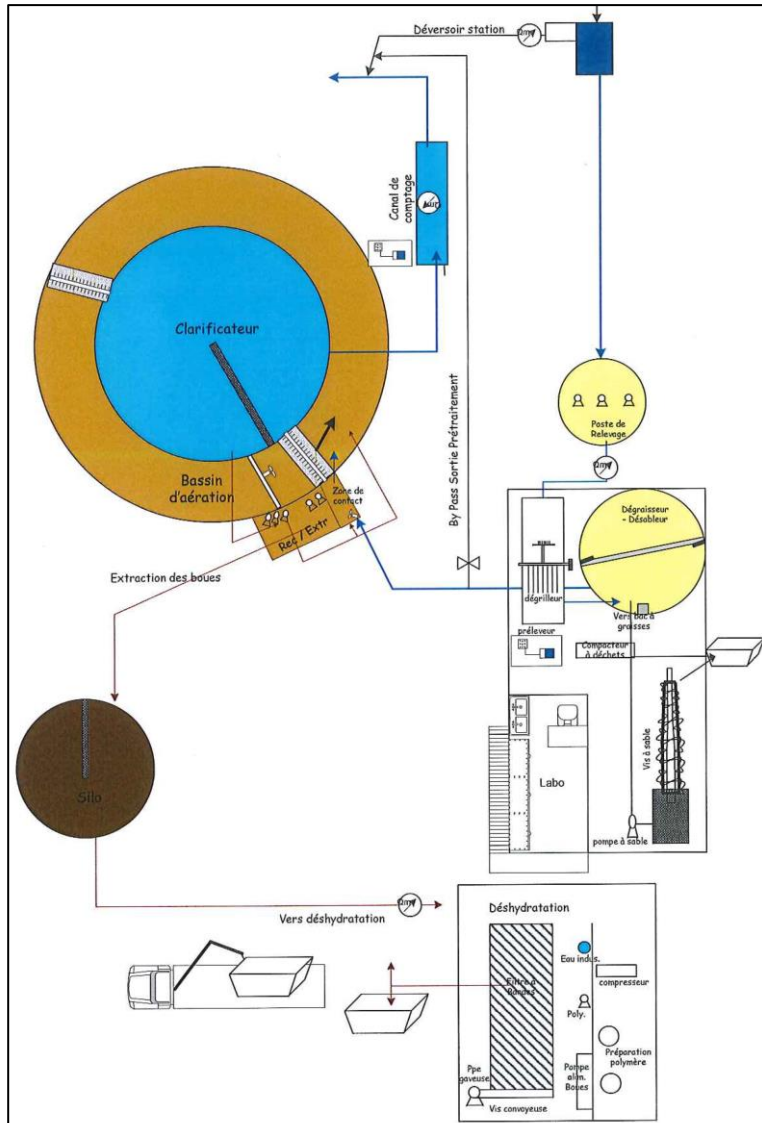 Déversoir station
Canal de
comptage
By Pass Sortie Prétraitement
Clarificateur
Poste de
Relevage
Bassin
d'aération
Zone de
contact
Rec / Extr
Dégraisseur
- Désableur
dégrilleur
Vers bac à
graisses
Extraction des boues
préleveur
Compacteur
à déchets
Vis à sable
Silo
Labo
pompe à sable
Vers déshydratation
Déshydratation
Filtre à
Bandes
Eau indus.
compresseur
Poly.
Préparation
polymère
Pompe
alim.
Boues
Ppe
gaveuse
Vis convoyeuse